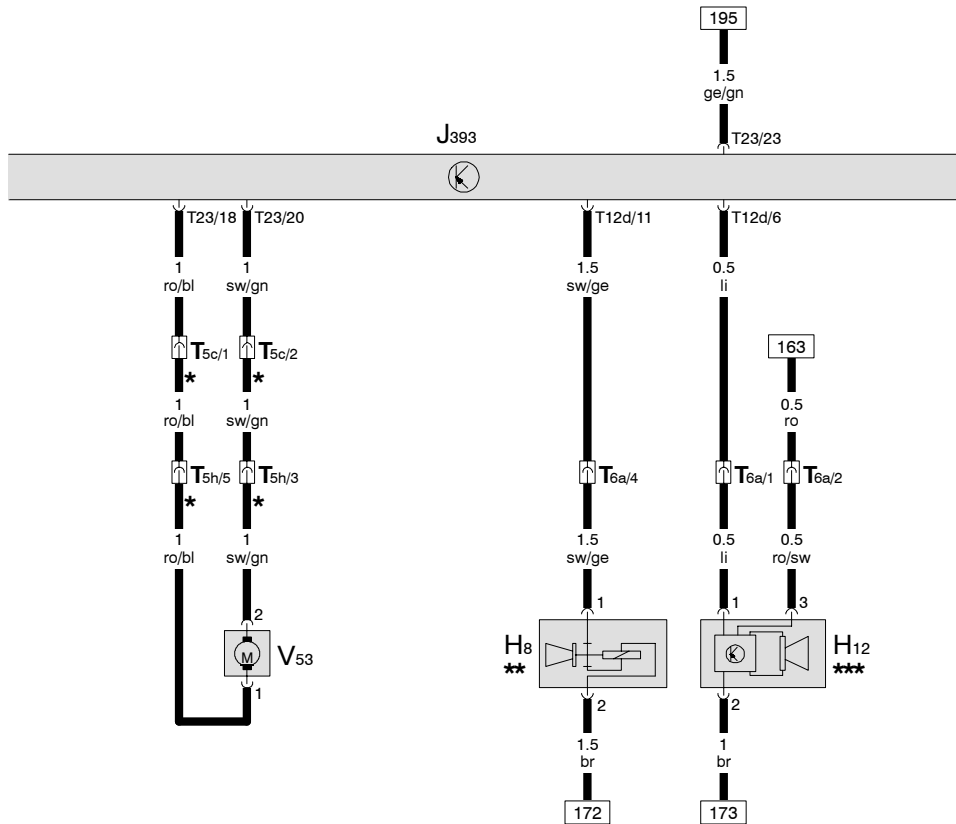 195
1.5
ge/gn
J393
T23/23
T23/18
T23/20
T12d/11
T12d/6
1
ro/bl
1
sw/gn
1.5
sw/ge
0.5
li
T5c/1
*
T5c/2
*
163
1
ro/bl
1
sw/gn
0.5
ro
T5h/5
*
T5h/3
*
T6a/4
T6a/1
T6a/2
1
ro/bl
1
sw/gn
1.5
sw/ge
0.5
li
0.5
ro/sw
2
1
1
3
M
V53
H8
**
H12
***
1
2
2
1.5
br
1
br
172
173